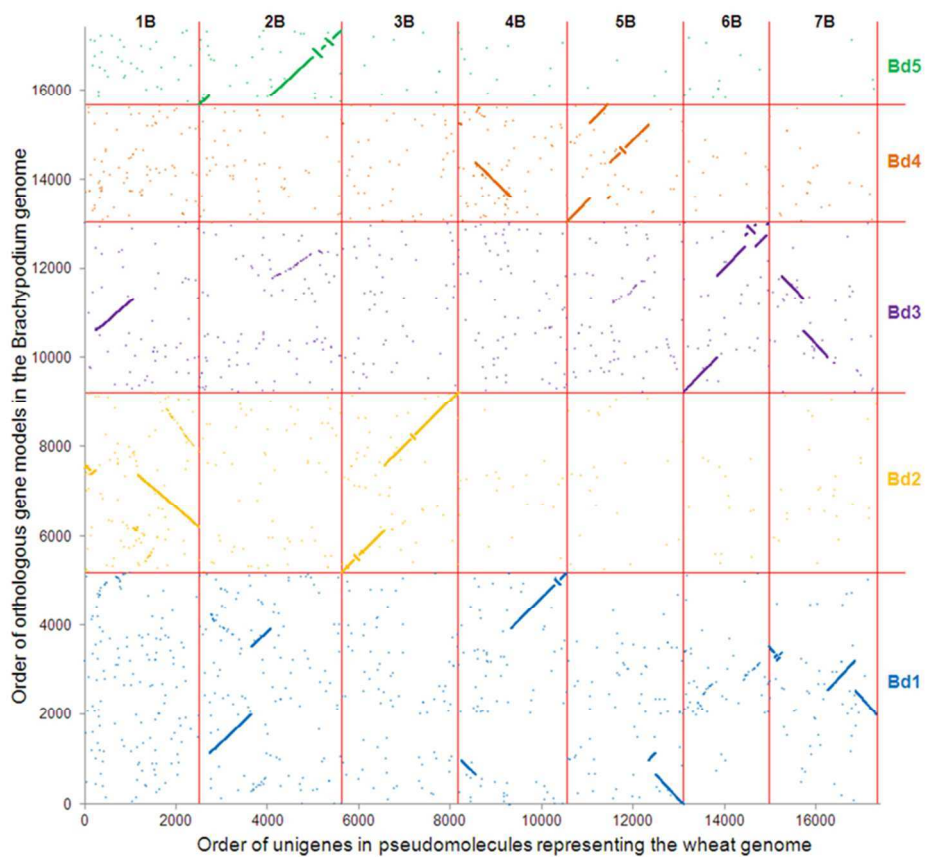 1B 2B 3B 4B 5B 6B 7B
Bd5
16000
Bd4
14000
Bd3
12000
10000
Bd2
8000
6000
Bd1
4000
2000
0
0 2000 4000 6000 8000 10000 12000 14000 16000
Order of unigenes in pseudomolecules representing the wheat genome
Order of orthologous gene models in the Brachypodium genome